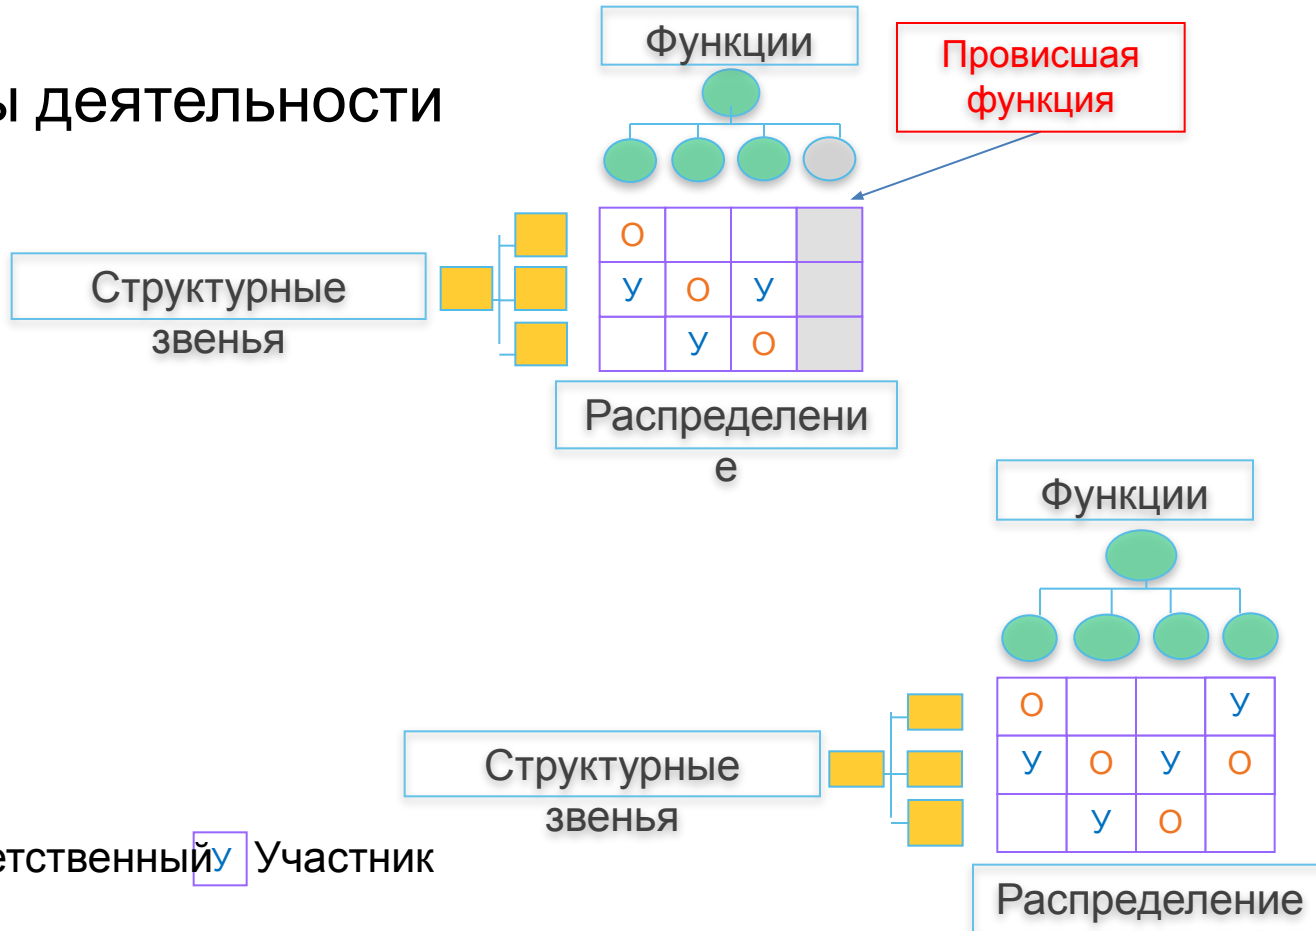 Функции
Провисшая
функция
ы деятельности
О
У О У
У О
Структурные
звенья
Распределени
е
Функции
О У
У О У О
У О
Структурные
звенья
етственный У Участник
Распределение